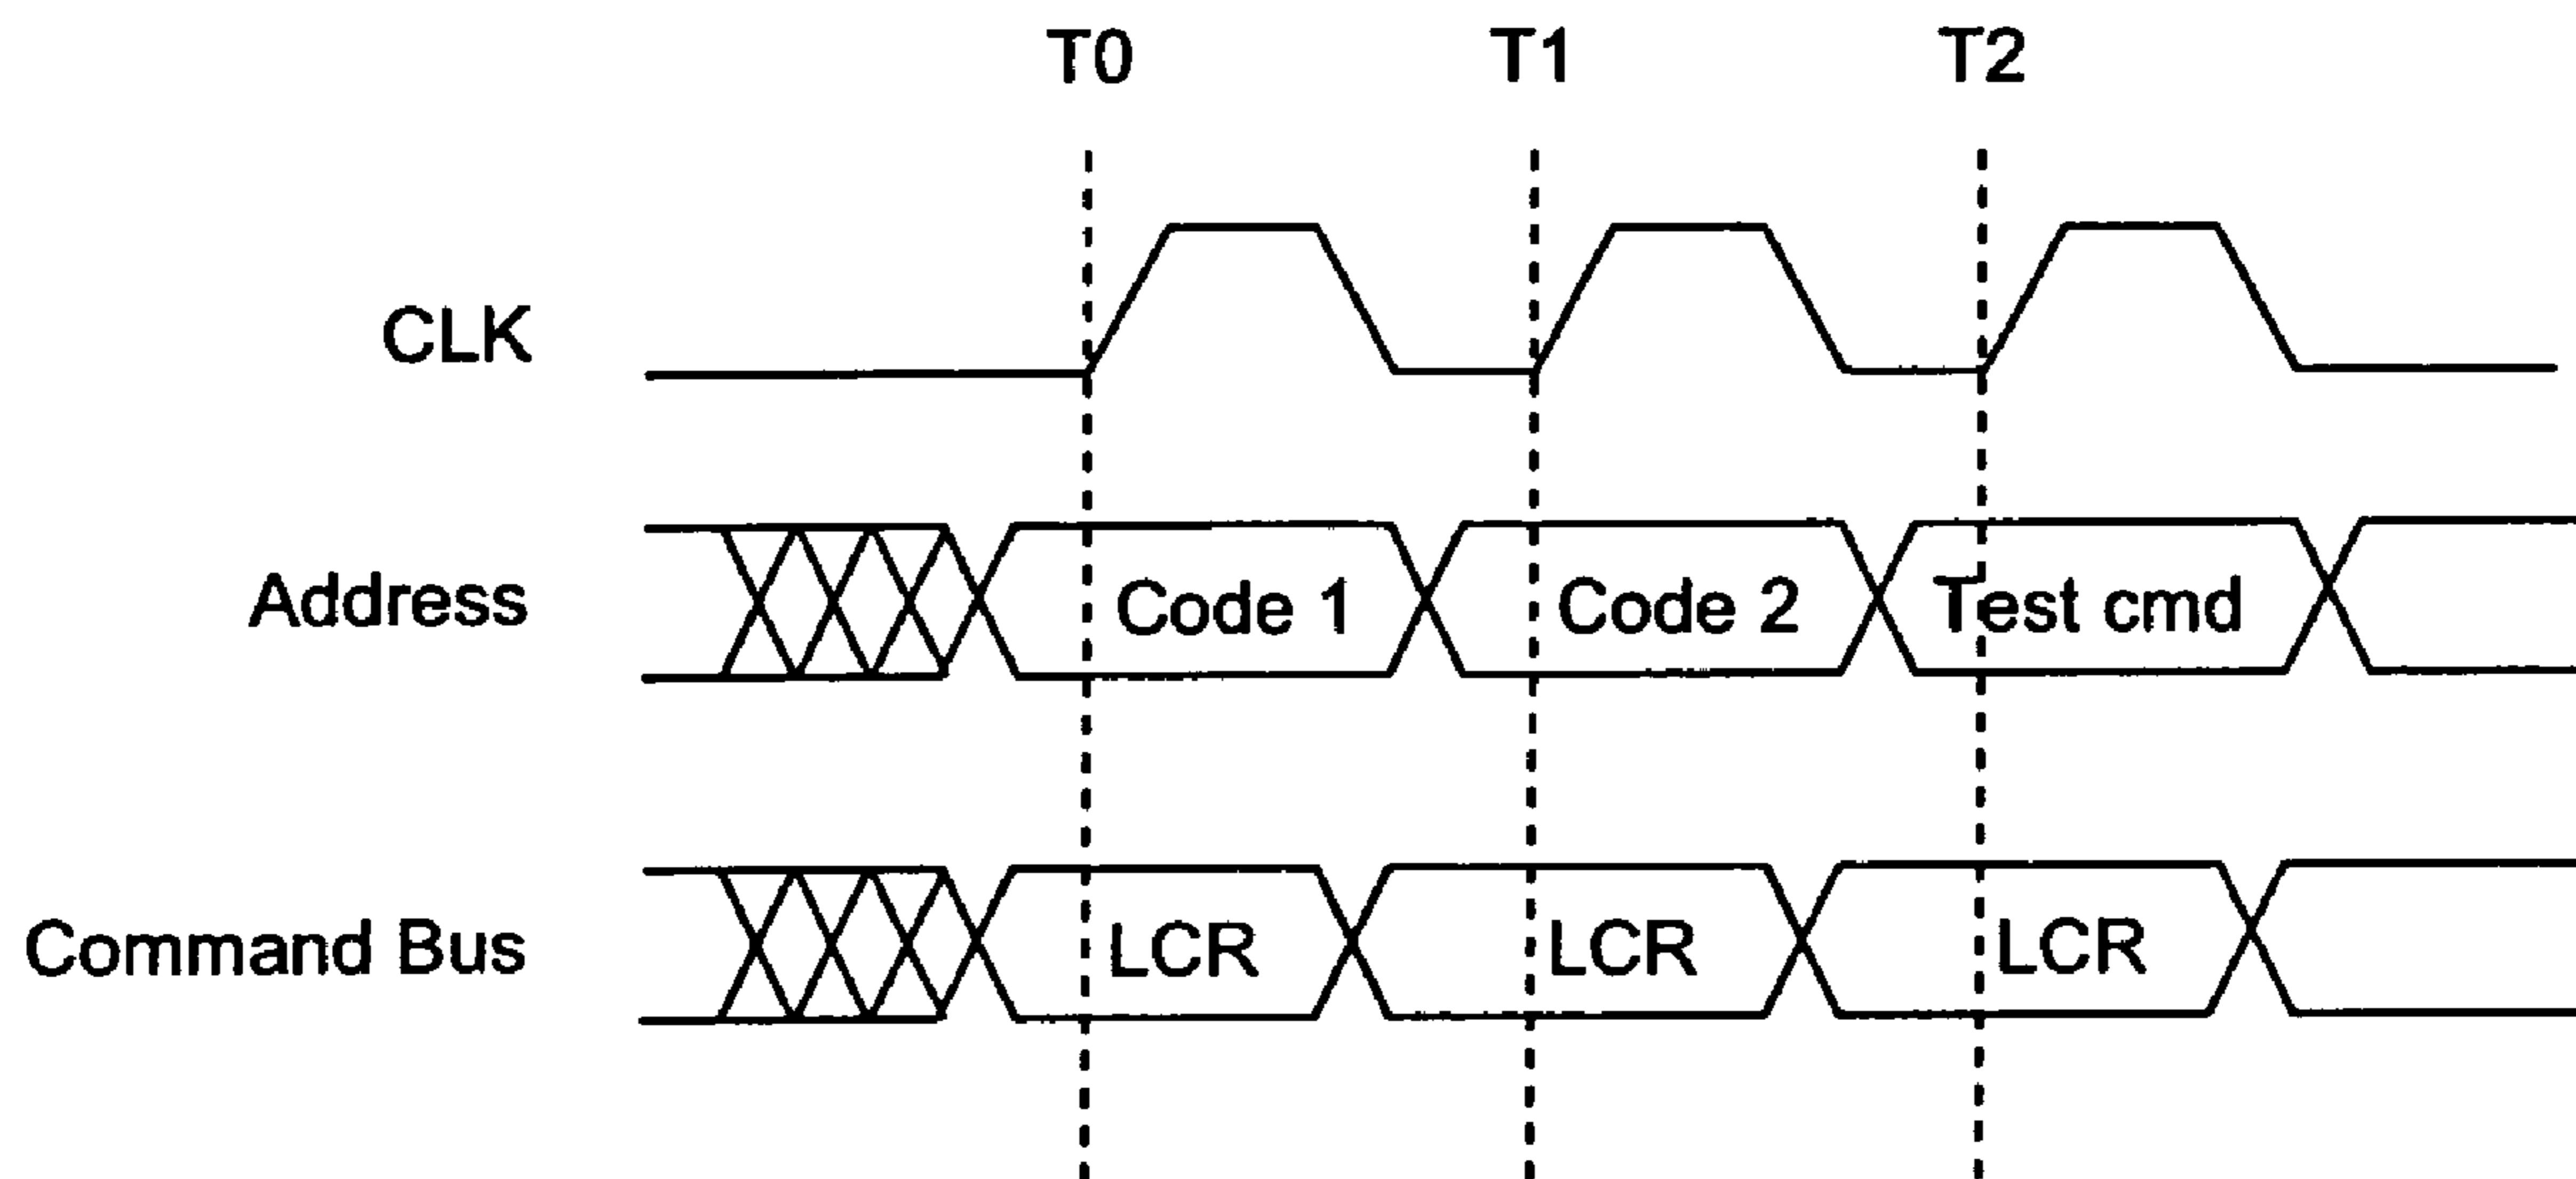 T0 T1 T2
CLK
Address Code 1 Code 2 Test cmd
Command Bus LCR LCR LCR